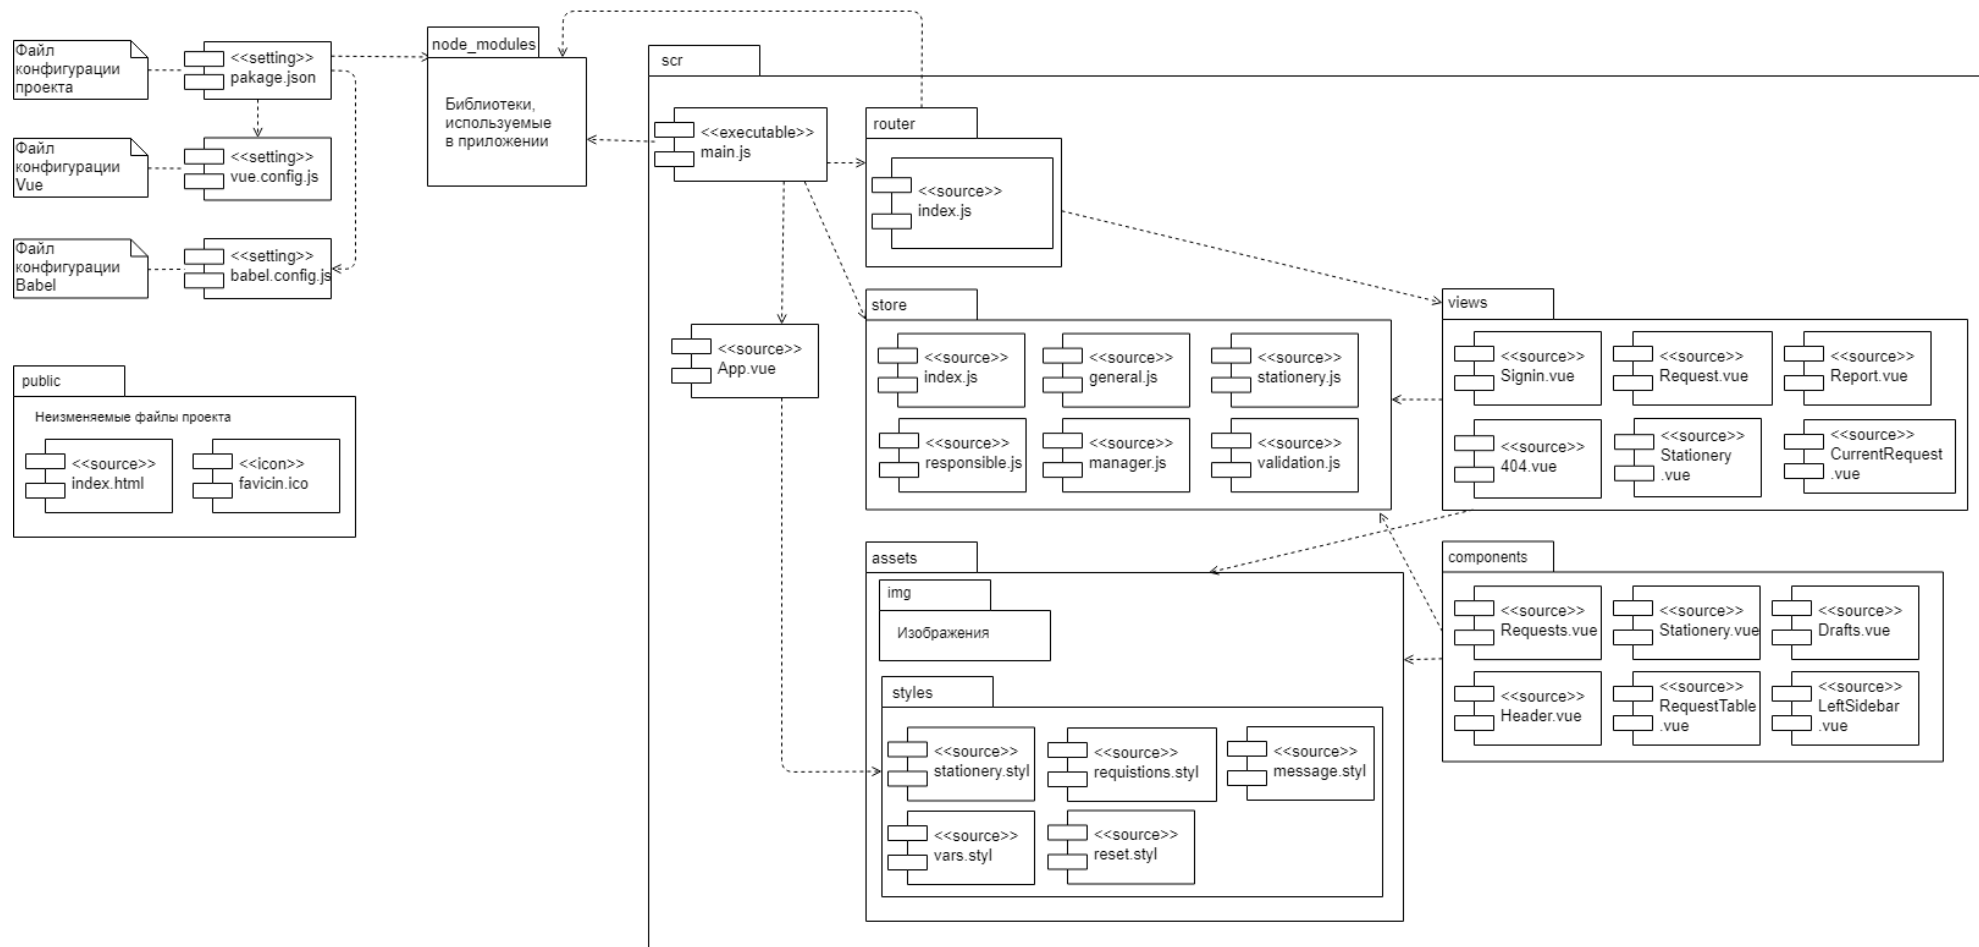 Файл
конфигурации
проекта
<<setting>>
pakage.json
Файл
конфигурации
Vue
<<setting>>
vue.config.js
Файл
конфигурации
Babel
<<setting>>
babel.config.js
node_modules
Библиотеки,
используемые
в приложении
public
Неизменяемые файлы проекта
<<source>>
index.html
<<icon>>
favicin.ico
scr
<<executable>>
main.js
router
<<source>>
index.js
<<source>>
App.vue
store
<<source>>
index.js
<<source>>
general.js
<<source>>
stationery.js
<<source>>
responsible.js
<<source>>
manager.js
<<source>>
validation.js
views
<<source>>
Signin.vue
<<source>>
Request.vue
<<source>>
Report.vue
<<source>>
404.vue
<<source>>
Stationery
.vue
<<source>>
CurrentRequest
.vue
assets
img
Изображения
styles
<<source>>
stationery.styl
<<source>>
requistions.styl
<<source>>
message.styl
<<source>>
vars.styl
<<source>>
reset.styl
components
<<source>>
Requests.vue
<<source>>
Stationery.vue
<<source>>
Drafts.vue
<<source>>
Header.vue
<<source>>
RequestTable
.vue
<<source>>
LeftSidebar
.vue